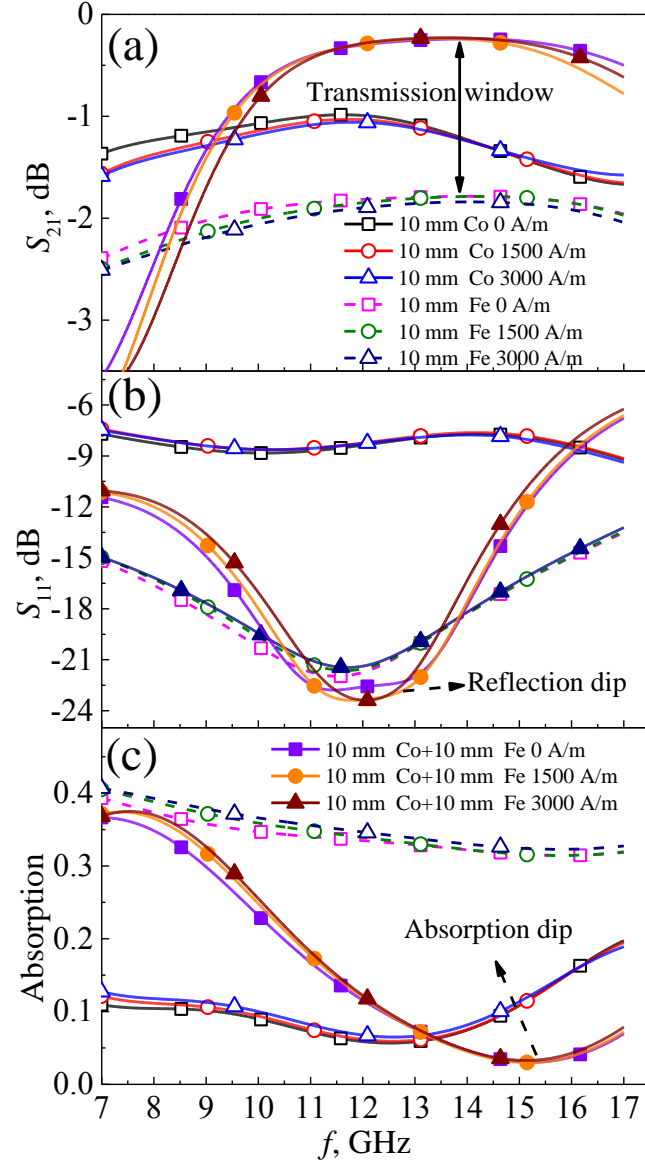 (a)
0
-1
-2
-3
S21, dB
Transmission window
10 mm Co 0 A/m
10 mm Co 1500 A/m
10 mm Co 3000 A/m
10 mm Fe 0 A/m
10 mm Fe 1500 A/m
10 mm Fe 3000 A/m
(b)
-6
-9
-12
-15
-18
-21
-24
S11, dB
Reflection dip
(c)
10 mm Co+10 mm Fe 0 A/m
10 mm Co+10 mm Fe 1500 A/m
10 mm Co+10 mm Fe 3000 A/m
0.4
0.3
0.2
0.1
0.0
Absorption
Absorption dip
7 8 9 10 11 12 13 14 15 16 17
f, GHz